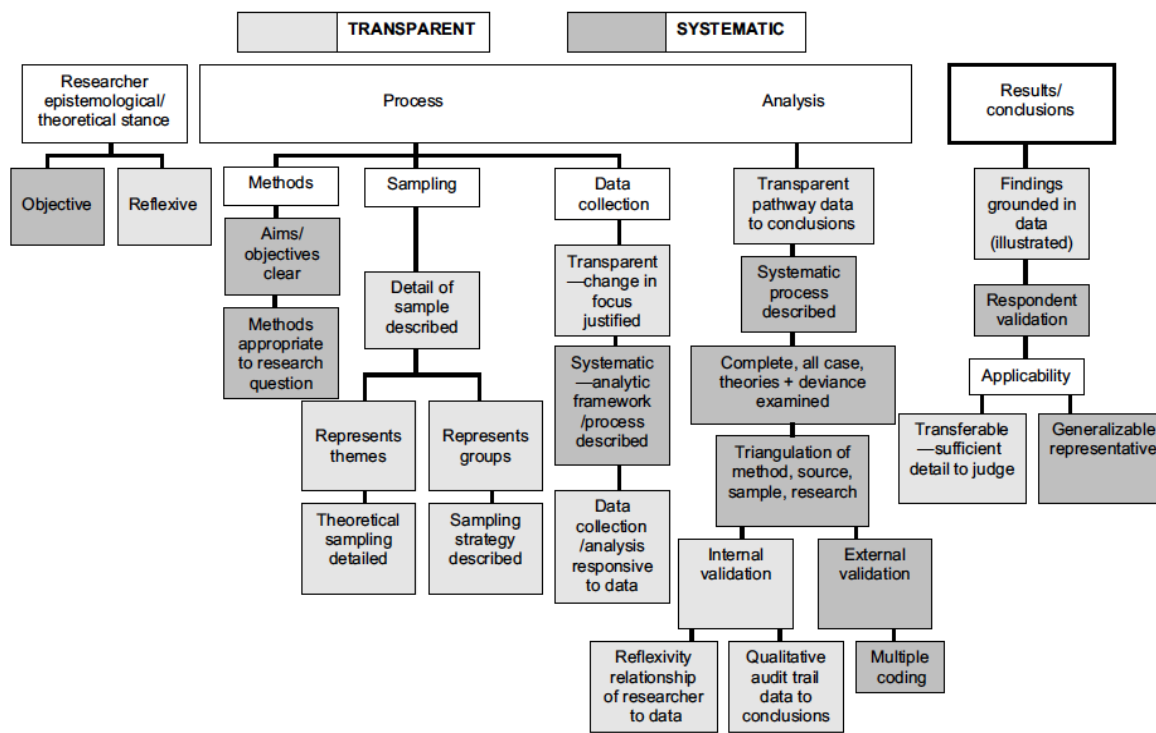 TRANSPARENT
SYSTEMATIC
Researcher
epistemological/
theoretical stance
Process
Analysis
Results/
conclusions
Objective
Reflexive
Methods
Aims/
objectives
clear
Methods
appropriate
to research
question
Sampling
Detail of
sample
described
Represents
themes
Represents
groups
Theoretical
sampling
detailed
Sampling
strategy
described
Data
collection
Transparent
—change in
focus
justified
Systematic
—analytic
framework
/process
described
Data
collection
/analysis
responsive
to data
Transparent
pathway data
to conclusions
Systematic
process
described
Complete, all case,
theories + deviance
examined
Triangulation of
method, source,
sample, research
Internal
validation
External
validation
Reflexivity
relationship
of researcher
to data
Qualitative
audit trail
data to
conclusions
Multiple
coding
Findings
grounded in
data
(illustrated)
Respondent
validation
Applicability
Transferable
—sufficient
detail to judge
Generalizable
representative